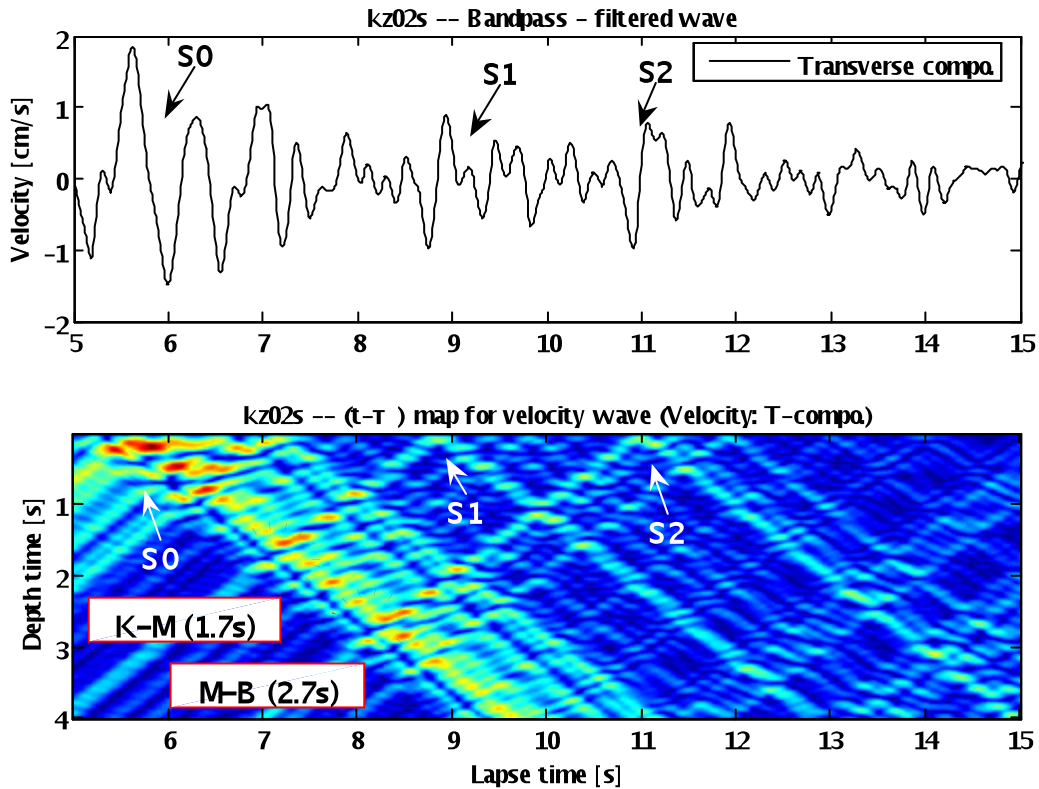 kz02s -- Bandpass - filtered wave
2
S0
S1
S2
Transverse compo.
1
0
-1
-2
Velocity [cm/s]
5 6 7 8 9 10 11 12 13 14 15
kz02s -- (t-τ ) map for velocity wave (Velocity: T-compo.)
S0
S1
S2
1
2
3
4
Depth time [s]
K-M (1.7s)
M-B (2.7s)
6 7 8 9 10 11 12 13 14 15
Lapse time [s]